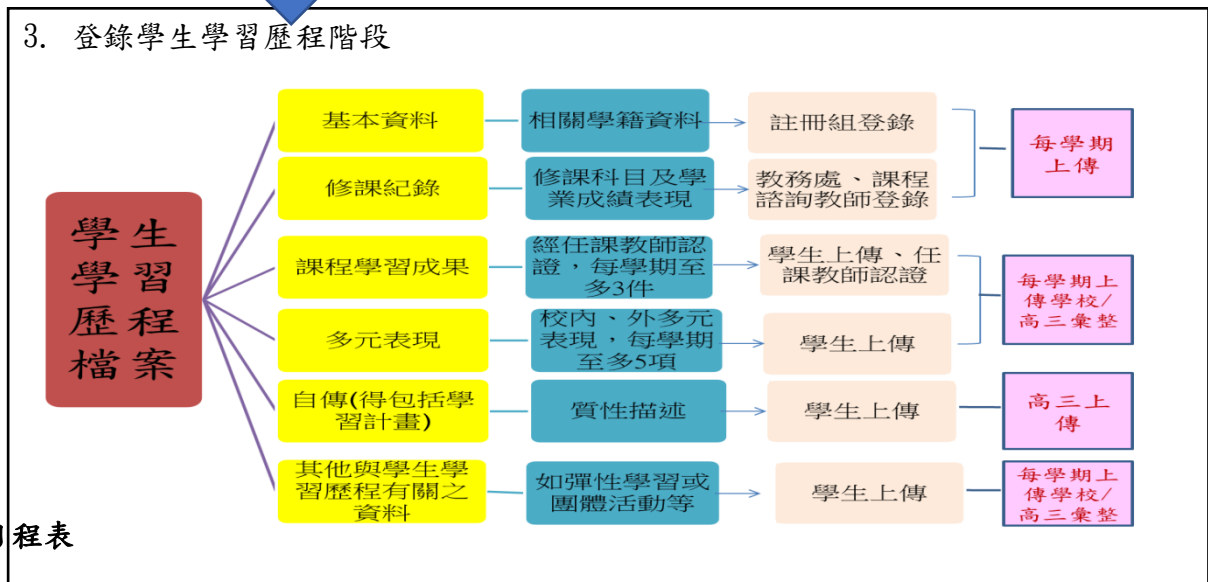 3. 登錄學生學習歷程階段
學生
學習
歷程
檔案
基本資料
相關學籍資料
註冊組登錄
每學期
上傳
修課紀錄
修課科目及學
業成績表現
教務處、課程
諮詢教師登錄
課程學習成果
經任課教師認
證，每學期至
多3件
學生上傳、任
課教師認證
每學期上
傳學校/
高三彙整
多元表現
校內、外多元
表現，每學期
至多5項
學生上傳
自傳(得包括學
習計畫)
質性描述
學生上傳
高三上
傳
其他與學生學
習歷程有關之
資料
如彈性學習或
團體活動等
學生上傳
每學期上
傳學校/
高三彙整
程表